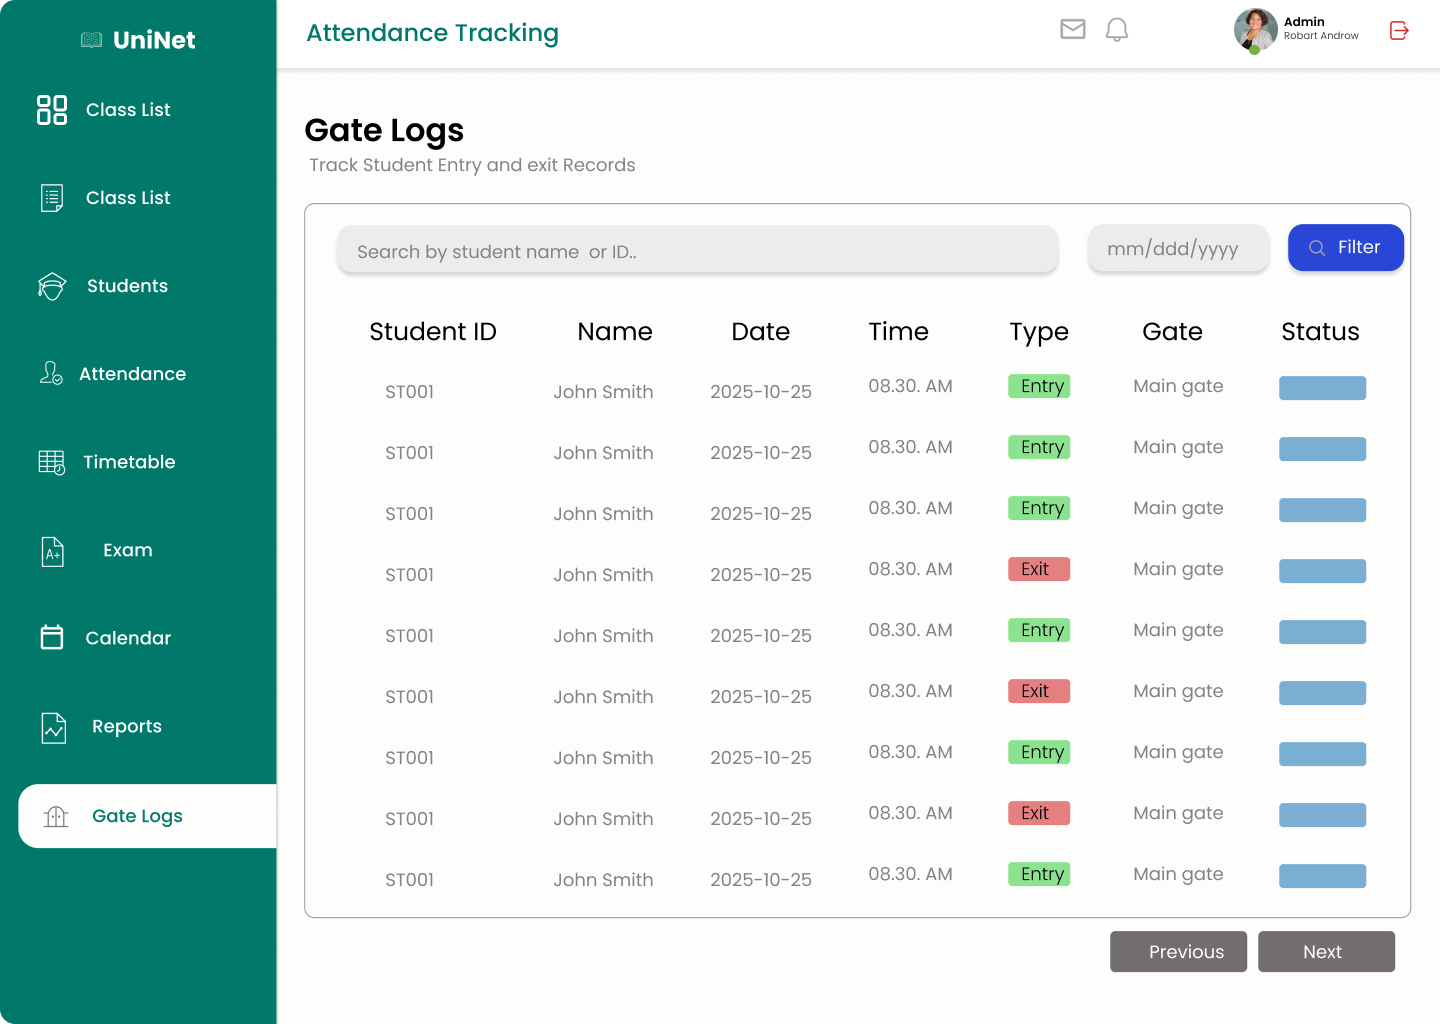 UniNet
Class List
Class List
Students
Attendance
Timetable
A+
Exam
Calendar
Reports
Gate Logs
Attendance Tracking
Admin
Robart Androw
Gate Logs
Track Student Entry and exit Records
Search by student name  or ID..
mm/ddd/yyyy
Filter
Student ID Name Date Time Type Gate Status
ST001 John Smith 2025-10-25 08.30. AM Entry Main gate
ST001 John Smith 2025-10-25 08.30. AM Entry Main gate
ST001 John Smith 2025-10-25 08.30. AM Entry Main gate
ST001 John Smith 2025-10-25 08.30. AM Exit Main gate
ST001 John Smith 2025-10-25 08.30. AM Entry Main gate
ST001 John Smith 2025-10-25 08.30. AM Exit Main gate
ST001 John Smith 2025-10-25 08.30. AM Entry Main gate
ST001 John Smith 2025-10-25 08.30. AM Exit Main gate
ST001 John Smith 2025-10-25 08.30. AM Entry Main gate
Previous
Next